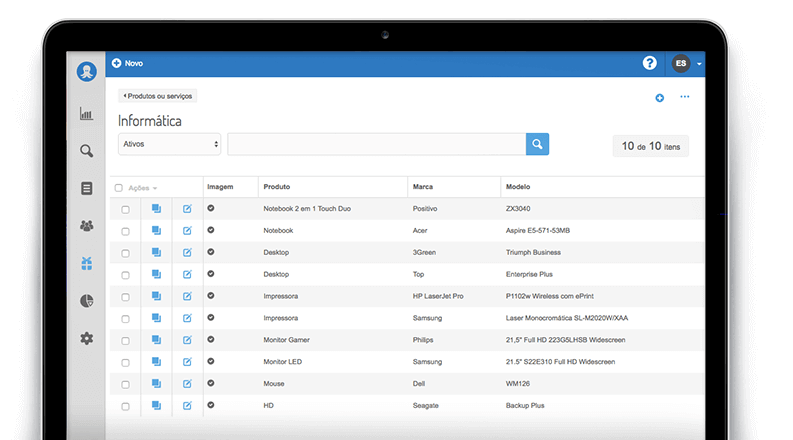 Novo
?
ES
Produtos ou serviços
Informática
Ativos
10 de 10 itens
Ações Imagem Produto Marca Modelo
Notebook 2 em 1 Touch Duo Positivo ZX3040
Notebook Acer Aspire E5-571-53MB
Desktop 3Green Triumph Business
Desktop Top Enterprise Plus
Impressora HP LaserJet Pro P1102w Wireless com ePrint
Impressora Samsung Laser Monocromática SL-M2020W/XAA
Monitor Gamer Philips 21,5" Full HD 223G5LHSB Widescreen
Monitor LED Samsung 21.5" S22E310 Full HD Widescreen
Mouse Dell WM126
HD Seagate Backup Plus